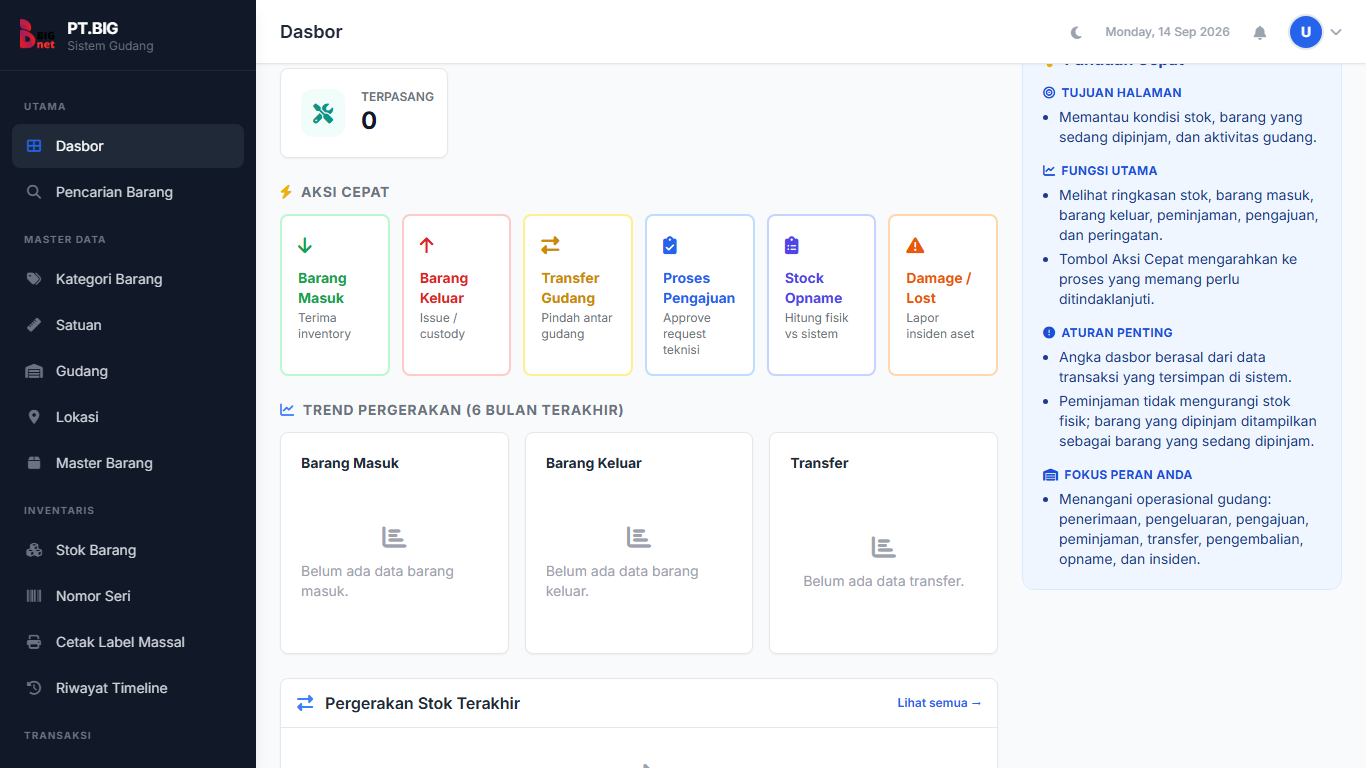 BIG
net
PT.BIG
Sistem Gudang
UTAMA
Dasbor
Pencarian Barang
MASTER DATA
Kategori Barang
Satuan
Gudang
Lokasi
Master Barang
INVENTARIS
Stok Barang
Nomor Seri
Cetak Label Massal
Riwayat Timeline
TRANSAKSI
Dasbor
Monday, 14 Sep 2026
U
TERPASANG
0
AKSI CEPAT
Barang
Masuk
Terima
inventory
Barang
Keluar
Issue /
custody
Transfer
Gudang
Pindah antar
gudang
Proses
Pengajuan
Approve
request
teknisi
Stock
Opname
Hitung fisik
vs sistem
Damage /
Lost
Lapor
insiden aset
TREND PERGERAKAN (6 BULAN TERAKHIR)
Barang Masuk
Belum ada data barang
masuk.
Barang Keluar
Belum ada data barang
keluar.
Transfer
Belum ada data transfer.
Pergerakan Stok Terakhir
Lihat semua →
Panduan Cepat
TUJUAN HALAMAN
• Memantau kondisi stok, barang yang
sedang dipinjam, dan aktivitas gudang.
FUNGSI UTAMA
• Melihat ringkasan stok, barang masuk,
barang keluar, peminjaman, pengajuan,
dan peringatan.
• Tombol Aksi Cepat mengarahkan ke
proses yang memang perlu
ditindaklanjuti.
ATURAN PENTING
• Angka dasbor berasal dari data
transaksi yang tersimpan di sistem.
• Peminjaman tidak mengurangi stok
fisik; barang yang dipinjam ditampilkan
sebagai barang yang sedang dipinjam.
FOKUS PERAN ANDA
• Menangani operasional gudang:
penerimaan, pengeluaran, pengajuan,
peminjaman, transfer, pengembalian,
opname, dan insiden.